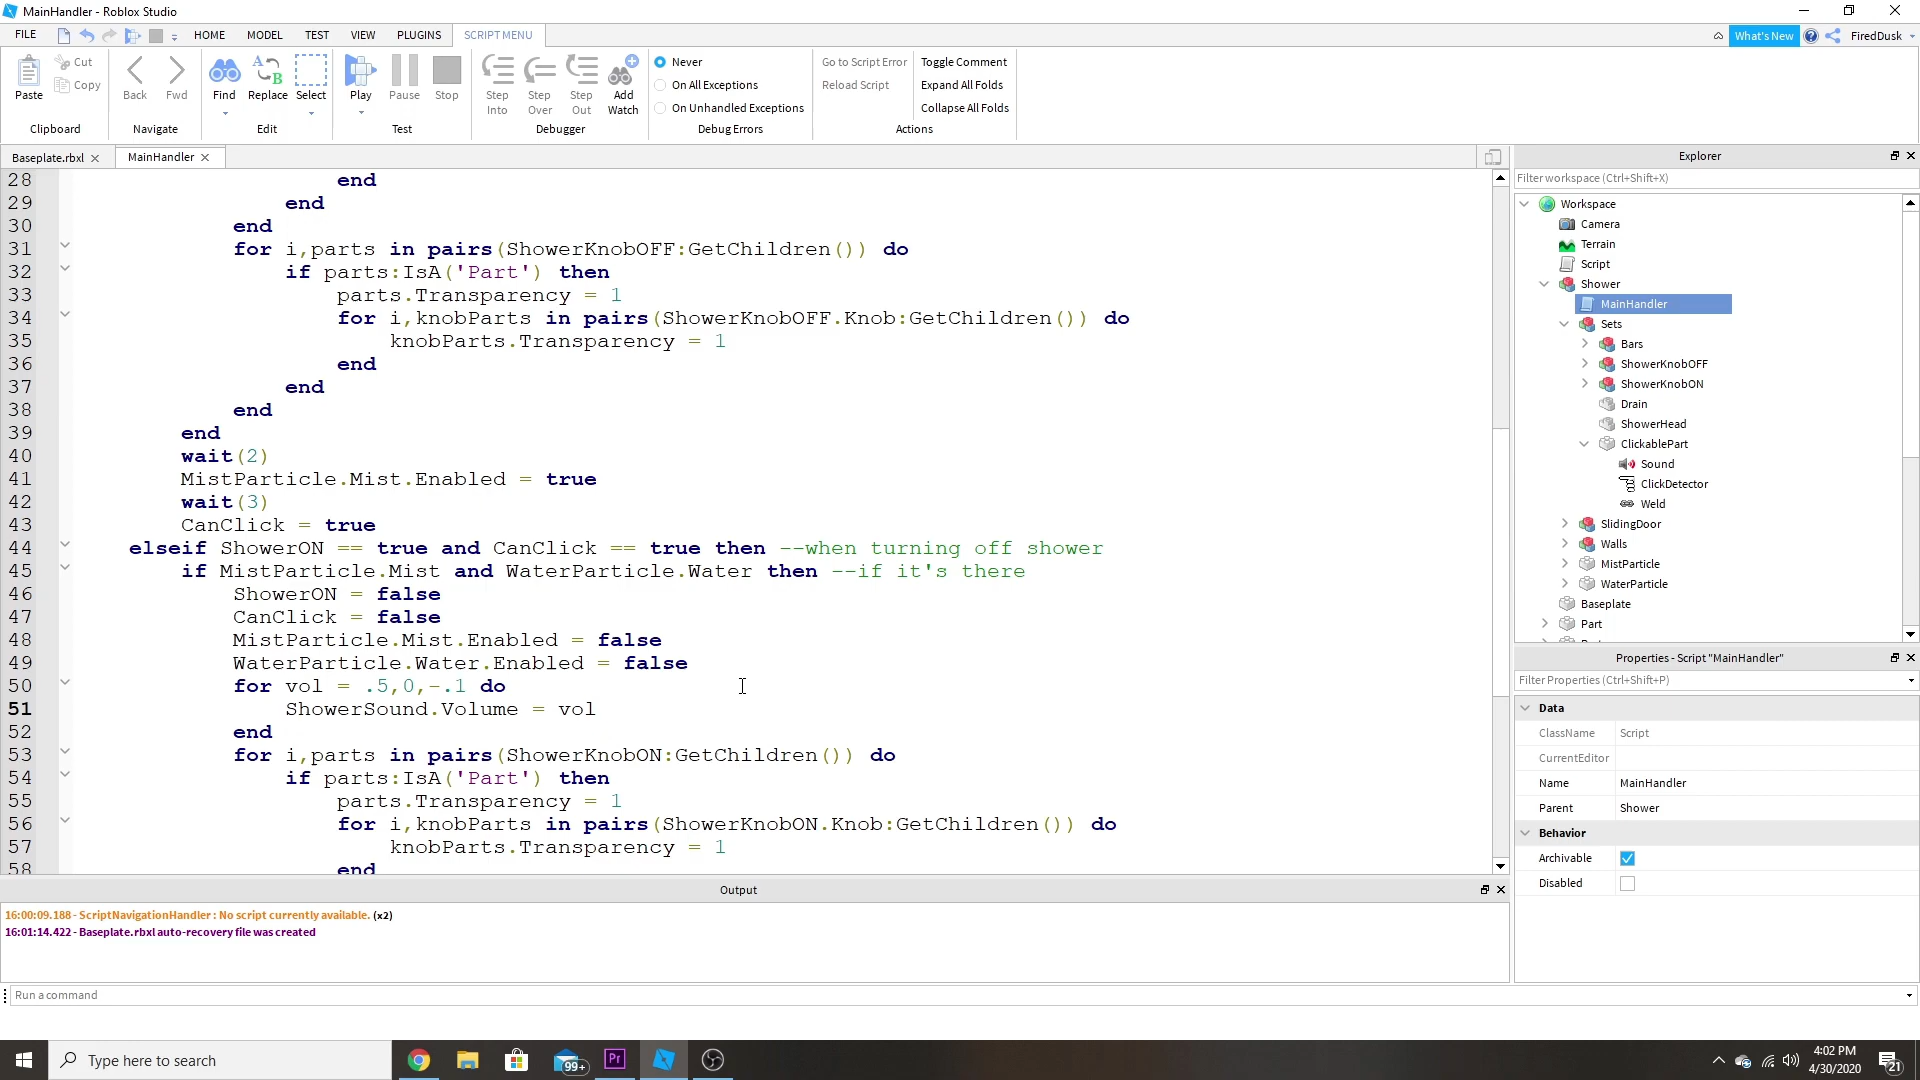 MainHandler - Roblox Studio
FILE
HOME
MODEL
TEST
VIEW
PLUGINS
SCRIPT MENU
What's New
FiredDusk
Paste
Cut
Copy
Clipboard
Back
Fwd
Navigate
Find
Replace
Select
Edit
Play
Pause
Stop
Test
Step Into
Step Over
Step Out
Add Watch
Debugger
Never
On All Exceptions
On Unhandled Exceptions
Debug Errors
Go to Script Error
Reload Script
Toggle Comment
Expand All Folds
Collapse All Folds
Actions
Baseplate.rbxl
MainHandler
28 end
29 end
30 end
31 for i,parts in pairs(ShowerKnobOFF:GetChildren()) do
32 if parts:IsA('Part') then
33 parts.Transparency = 1
34 for i,knobParts in pairs(ShowerKnobOFF.Knob:GetChildren()) do
35 knobParts.Transparency = 1
36 end
37 end
38 end
39 end
40 wait(2)
41 MistParticle.Mist.Enabled = true
42 wait(3)
43 CanClick = true
44 elseif ShowerON == true and CanClick == true then --when turning off shower
45 if MistParticle.Mist and WaterParticle.Water then --if it's there
46 ShowerON = false
47 CanClick = false
48 MistParticle.Mist.Enabled = false
49 WaterParticle.Water.Enabled = false
50 for vol = .5,0,-.1 do
51 ShowerSound.Volume = vol
52 end
53 for i,parts in pairs(ShowerKnobON:GetChildren()) do
54 if parts:IsA('Part') then
55 parts.Transparency = 1
56 for i,knobParts in pairs(ShowerKnobON.Knob:GetChildren()) do
57 knobParts.Transparency = 1
58 end
Output
16:00:09.188 - ScriptNavigationHandler : No script currently available. (x2)
16:01:14.422 - Baseplate.rbxl auto-recovery file was created
Run a command
Explorer
Filter workspace (Ctrl+Shift+X)
Workspace
Camera
Terrain
Script
Shower
MainHandler
Sets
Bars
ShowerKnobOFF
ShowerKnobON
Drain
ShowerHead
ClickablePart
Sound
ClickDetector
Weld
SlidingDoor
Walls
MistParticle
WaterParticle
Baseplate
Part
Properties - Script "MainHandler"
Filter Properties (Ctrl+Shift+P)
Data
ClassName Script
CurrentEditor
Name MainHandler
Parent Shower
Behavior
Archivable
Disabled
Type here to search
99+
Pr
4:02 PM
4/30/2020
21